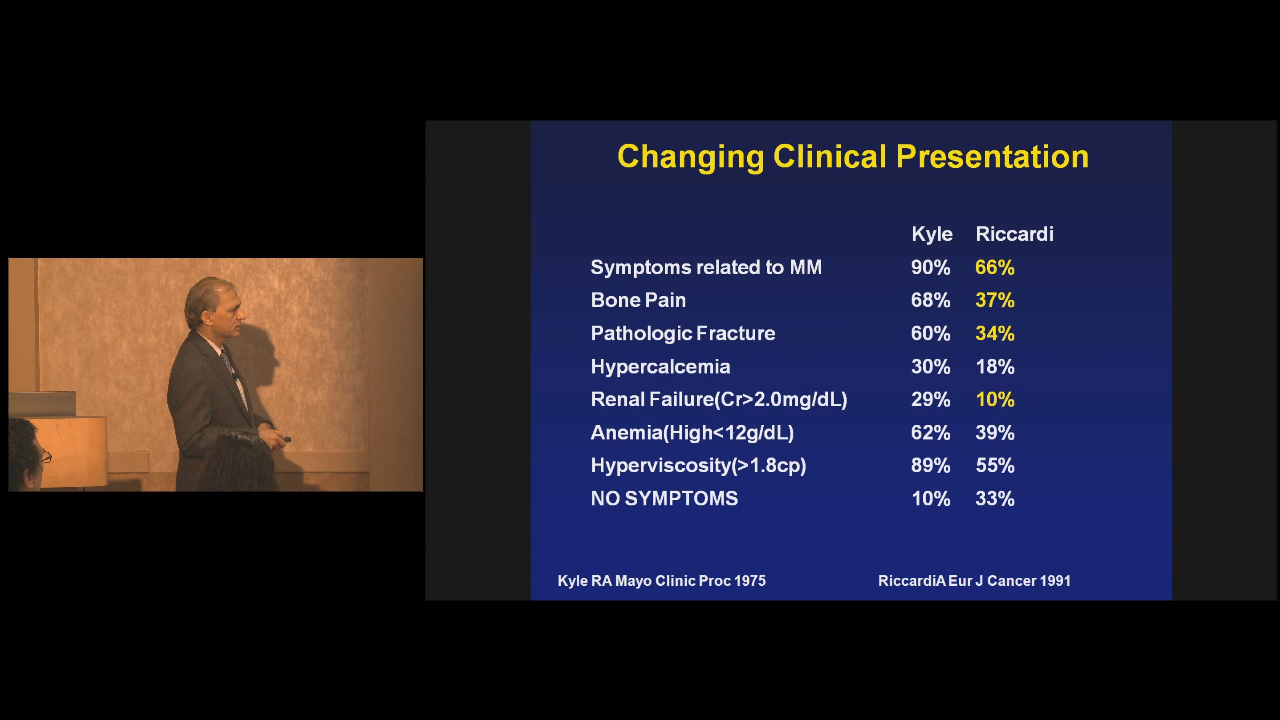 Changing Clinical Presentation
Kyle Riccardi
Symptoms related to MM 90% 66%
Bone Pain 68% 37%
Pathologic Fracture 60% 34%
Hypercalcemia 30% 18%
Renal Failure(Cr>2.0mg/dL) 29% 10%
Anemia(High<12g/dL) 62% 39%
Hyperviscosity(>1.8cp) 89% 55%
NO SYMPTOMS 10% 33%
Kyle RA Mayo Clinic Proc 1975 RiccardiA Eur J Cancer 1991